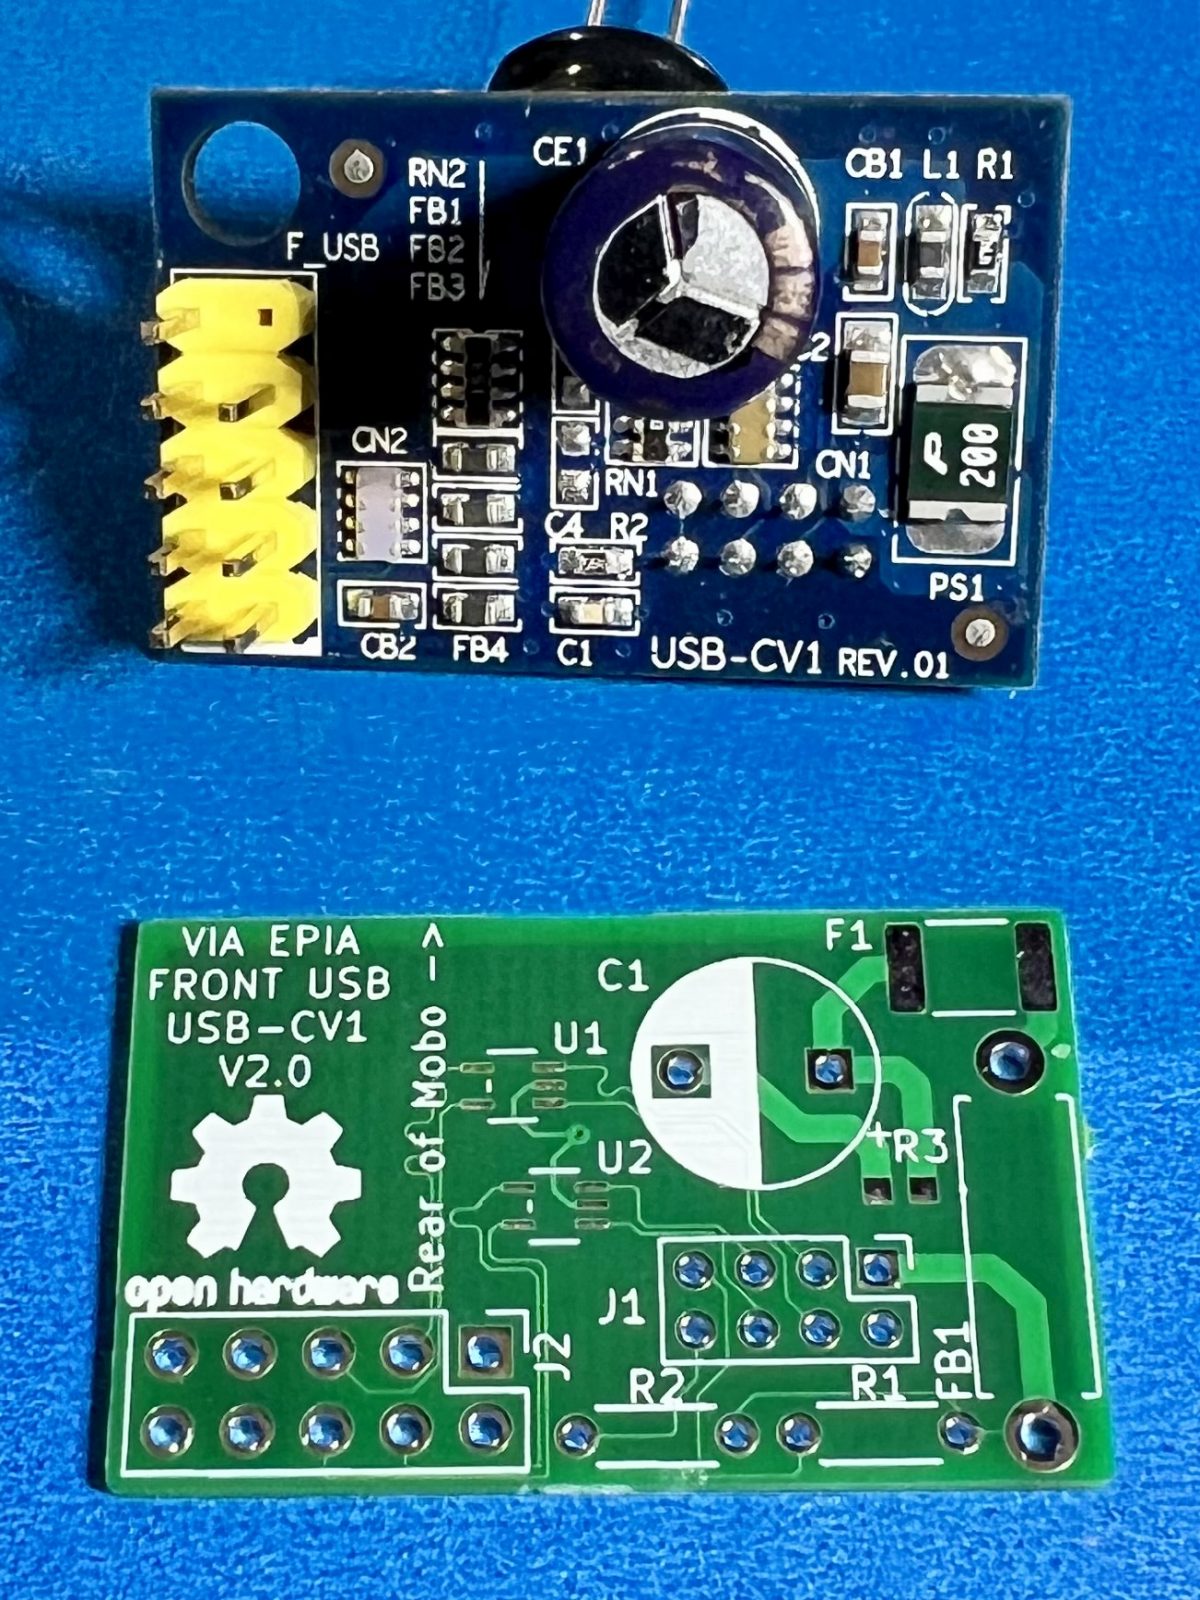 CE1
CB1 L1 R1
RN2
FB1
FB2
FB3
F_USB
CN2
RN1
CN1
200
C4 R2
PS1
CB2 FB4 C1 USB-CV1 REV.01
VIA EPIA
FRONT USB
USB-CV1
V2.0
open hardware
Rear of Mobo ->
C1
F1
U1
U2
+
R3
J1
J2
R2
R1
FB1